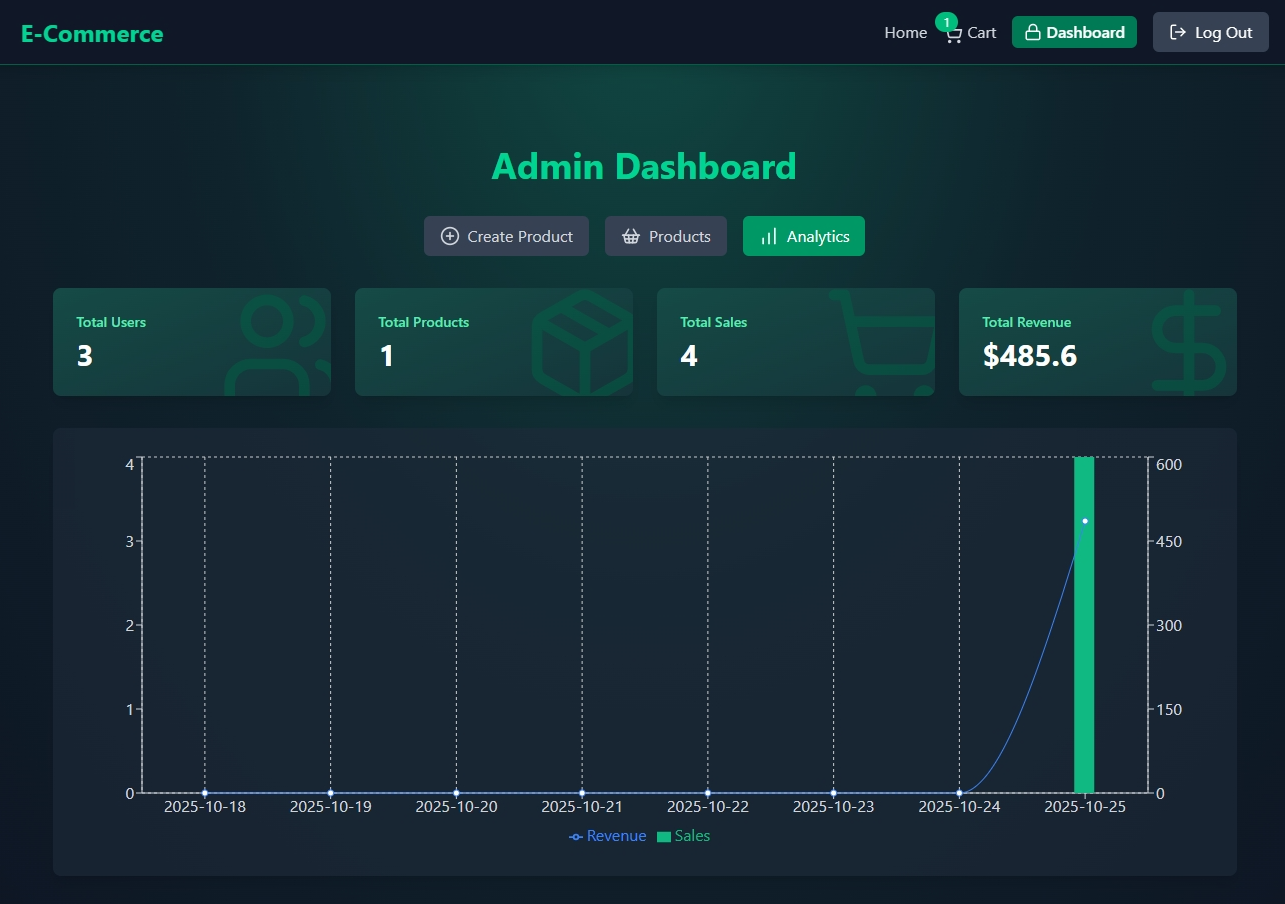 E-Commerce
Home 1 Cart Dashboard Log Out
Admin Dashboard
Create Product Products Analytics
Total Users
3
Total Products
1
Total Sales
4
Total Revenue
$485.6
4 600
3 450
2 300
1 150
0 0
2025-10-18 2025-10-19 2025-10-20 2025-10-21 2025-10-22 2025-10-23 2025-10-24 2025-10-25
Revenue Sales